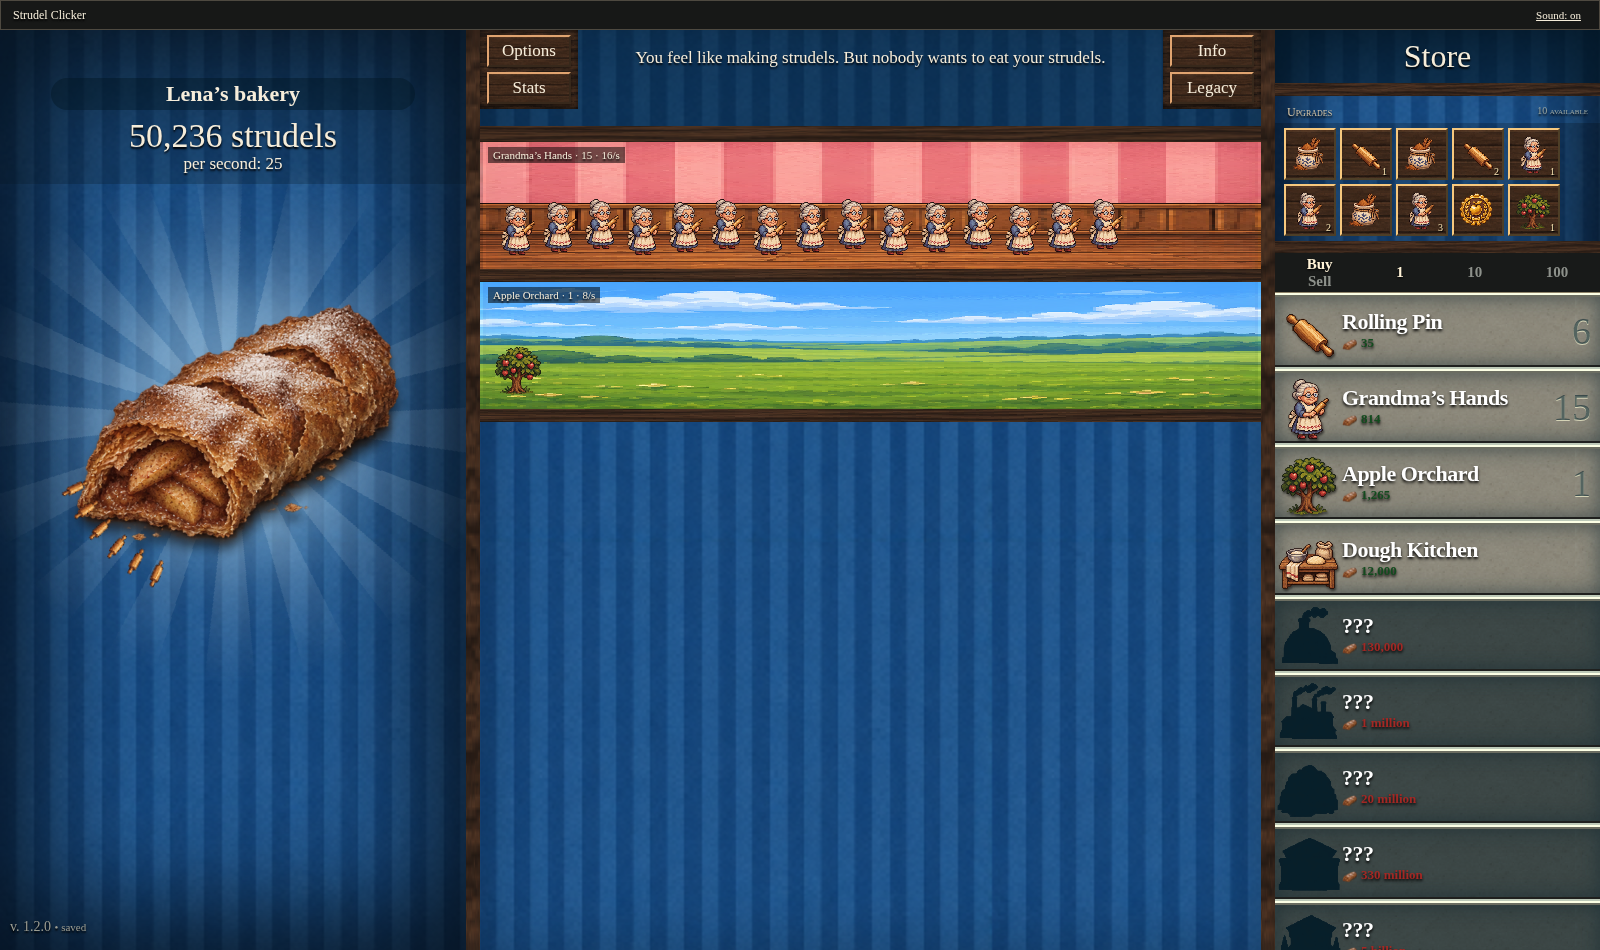 Strudel Clicker
Sound: on
Lena’s bakery
50,236 strudels
per second: 25
v. 1.2.0 • saved
Options
Stats
You feel like making strudels. But nobody wants to eat your strudels.
Info
Legacy
Grandma’s Hands · 15 · 16/s
Apple Orchard · 1 · 8/s
Store
Upgrades
10 available
1
2
1
2
3
1
Buy
Sell
1
10
100
Rolling Pin
35
6
Grandma’s Hands
814
15
Apple Orchard
1,265
1
Dough Kitchen
12,000
???
130,000
???
1 million
???
20 million
???
330 million
???